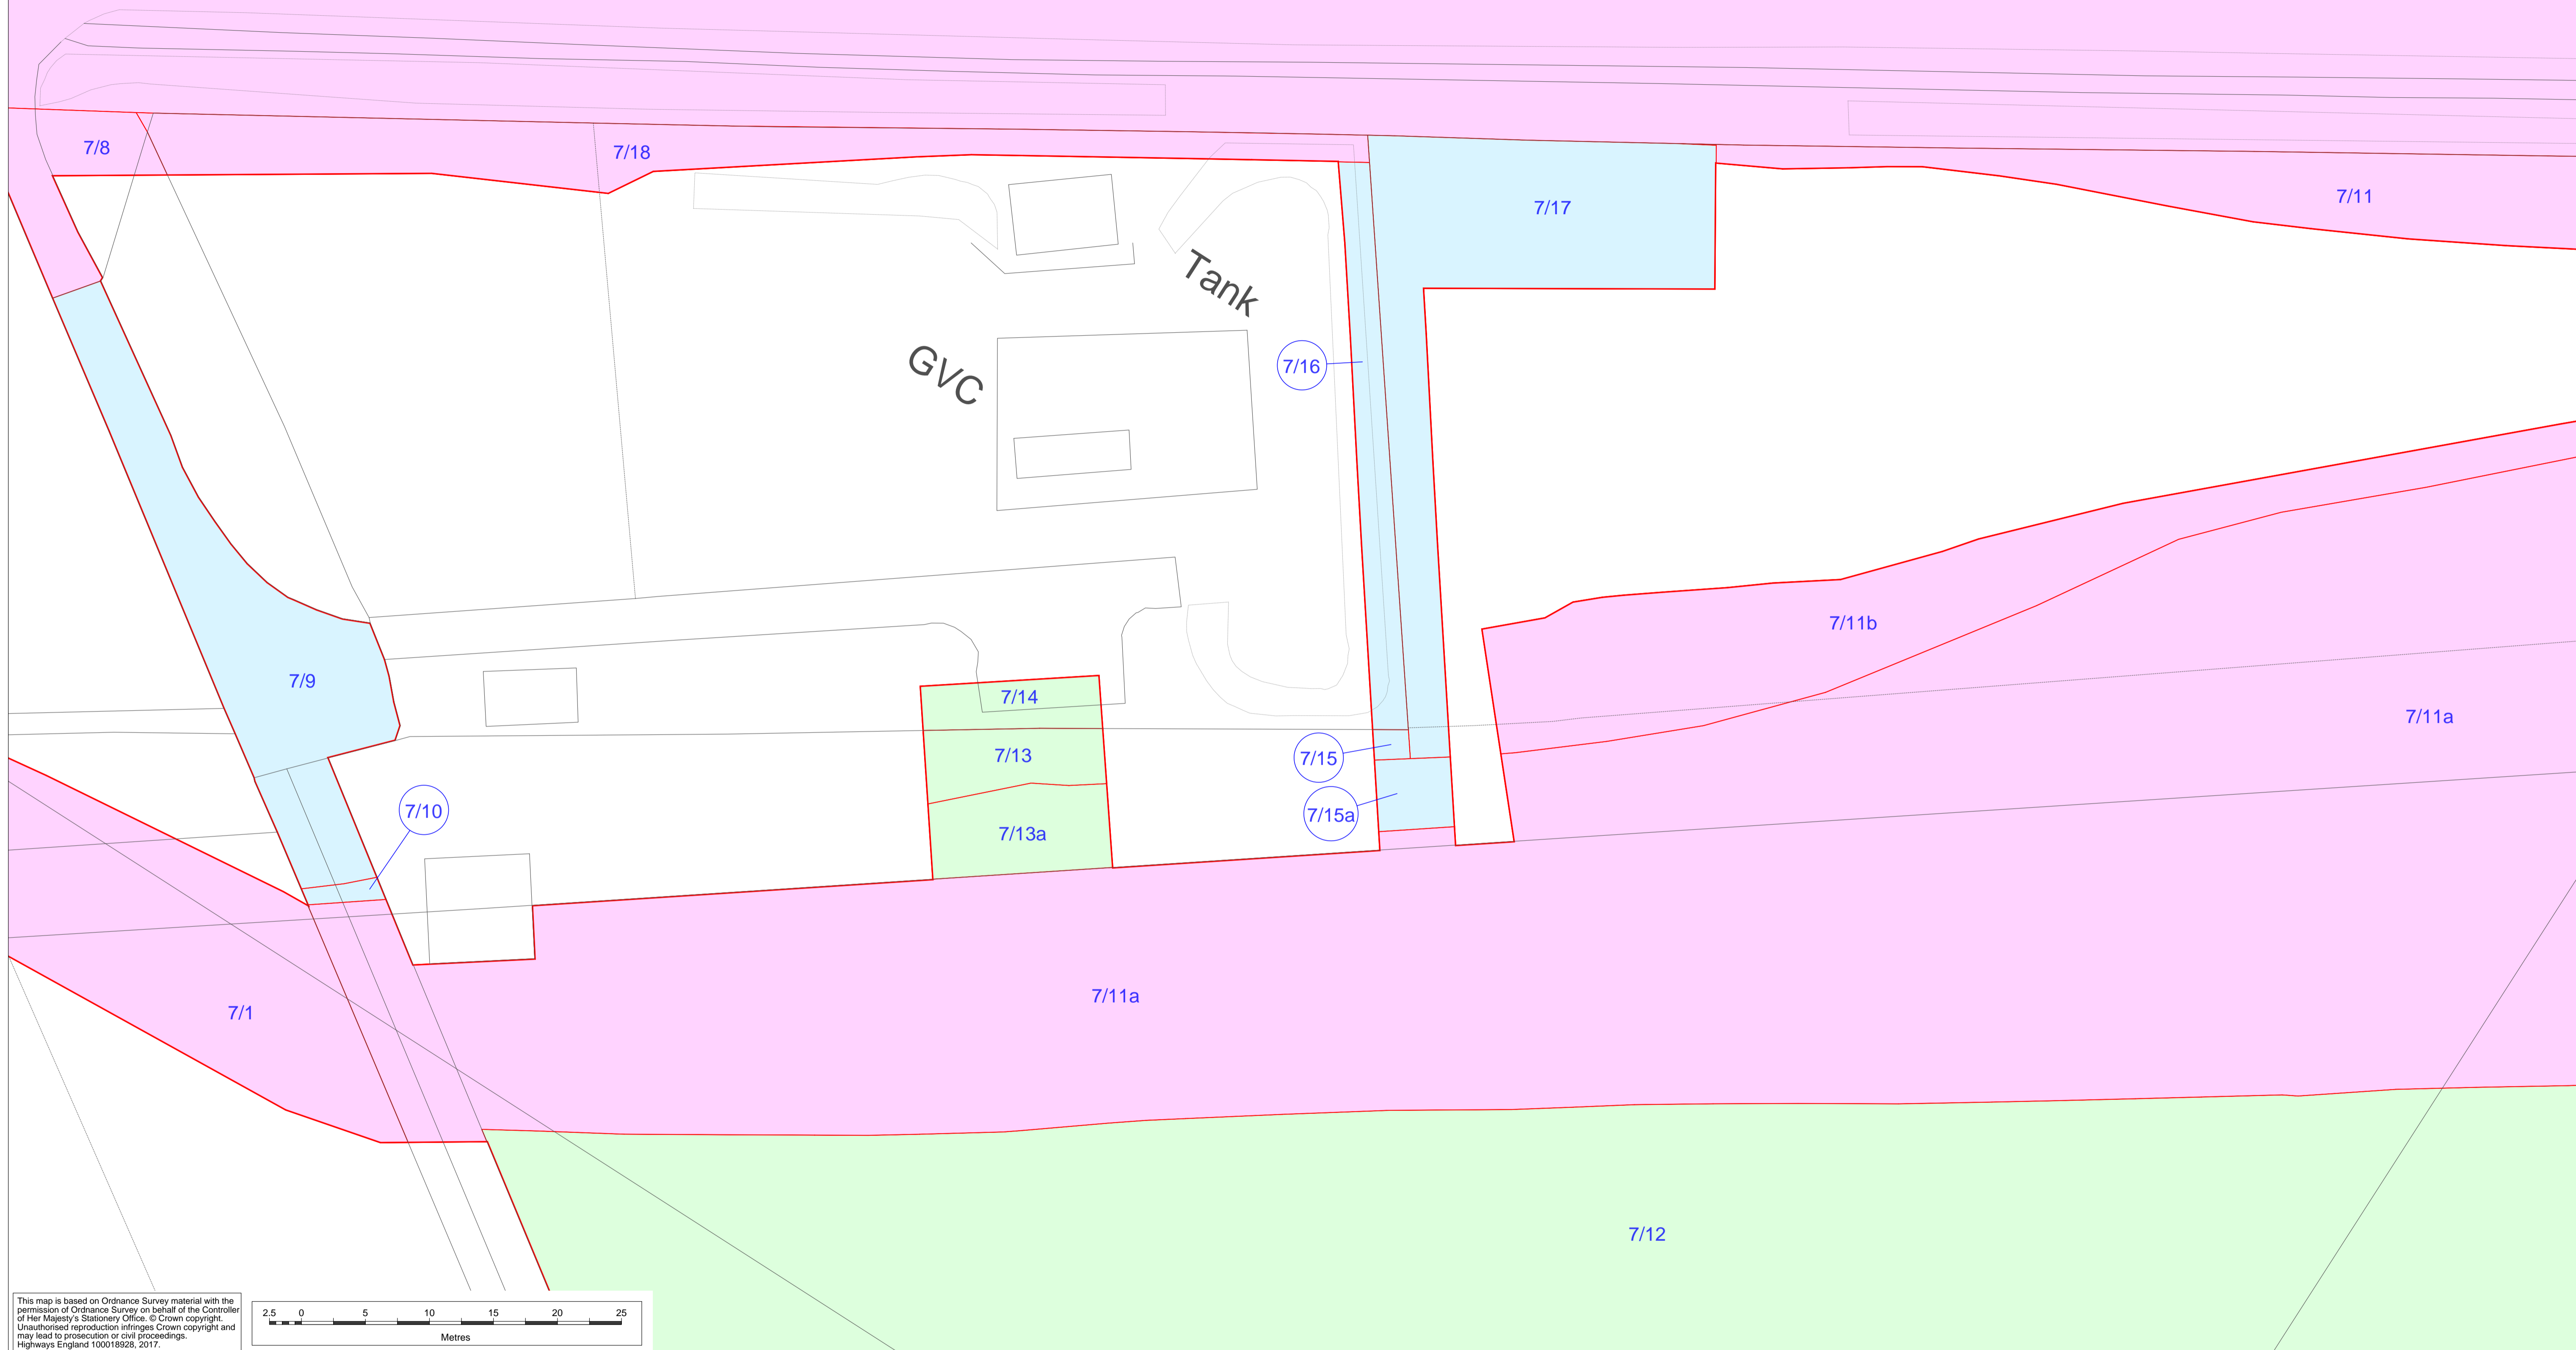 7/8
7/18
7/11
7/17
Tank
GVC
7/16
7/11b
7/9
7/14
7/11a
7/13
7/15
7/10
7/15a
7/13a
7/11a
7/1
7/12
This map is based on Ordnance Survey material with the
permission of Ordnance Survey on behalf of the Controller
of Her Majesty's Stationery Office. © Crown copyright.
Unauthorised reproduction infringes Crown copyright and
may lead to prosecution or civil proceedings.
Highways England 100018928, 2017.
2.5 0 5 10 15 20 25
Metres